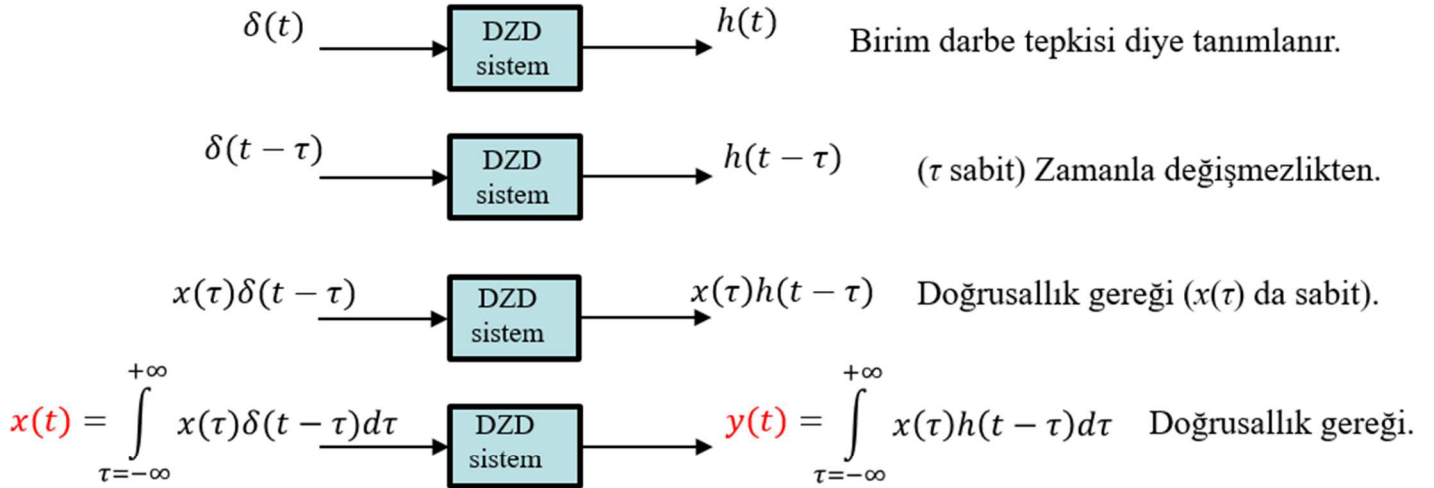 δ(t) DZD sistem h(t) Birim darbe tepkisi diye tanımlanır.
δ(t − τ) DZD sistem h(t − τ) (τ sabit) Zamanla değişmezlikten.
x(τ)δ(t − τ) DZD sistem x(τ)h(t − τ) Doğrusallık gereği (x(τ) da sabit).
x(t) = ∫_{τ=−∞}^{+∞} x(τ)δ(t − τ)dτ DZD sistem y(t) = ∫_{τ=−∞}^{+∞} x(τ)h(t − τ)dτ Doğrusallık gereği.